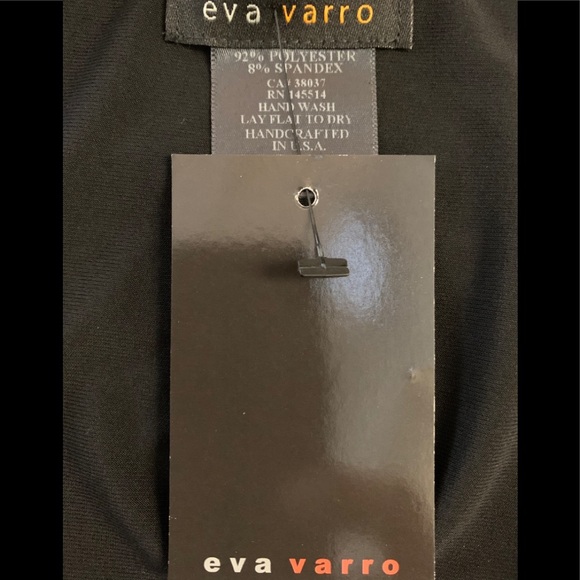 eva varro
92% POLYESTER
8% SPANDEX
CA 38037
RN 145514
HAND WASH
LAY FLAT TO DRY
HANDCRAFTED
IN U.S.A.
eva varro